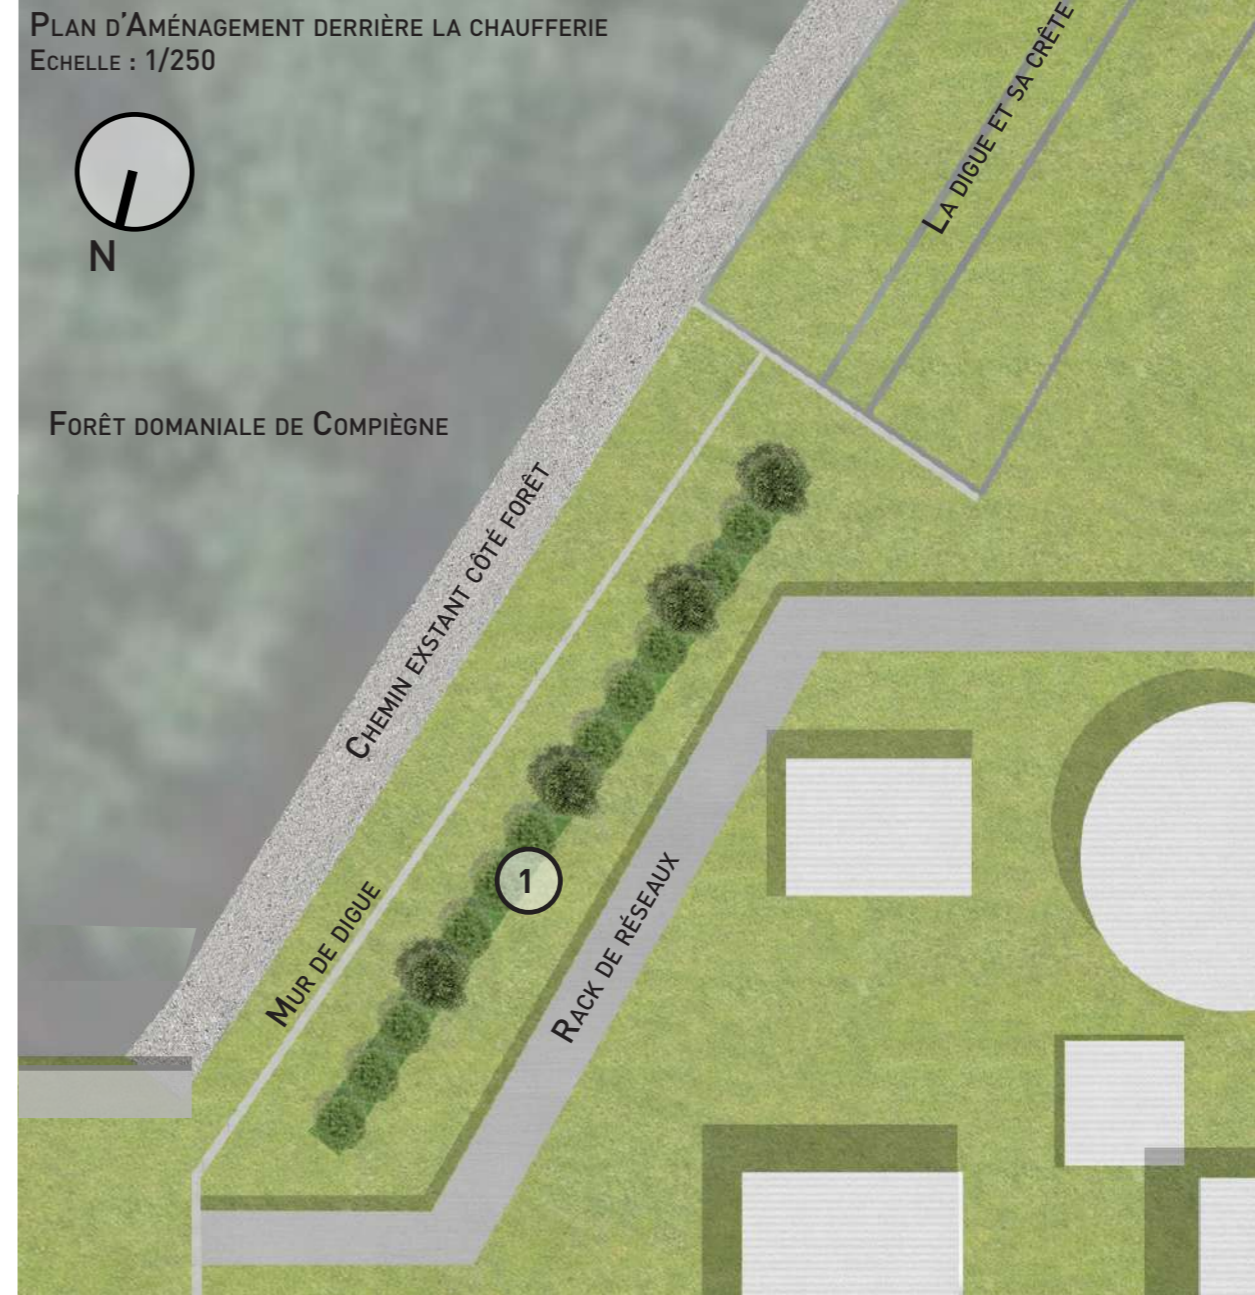 Plan d'Aménagement derrière la chaufferie
Echelle : 1/250
N
La digue et sa crête
Forêt domaniale de Compiègne
Chemin exstant côté forêt
1
Mur de digue
Rack de réseaux